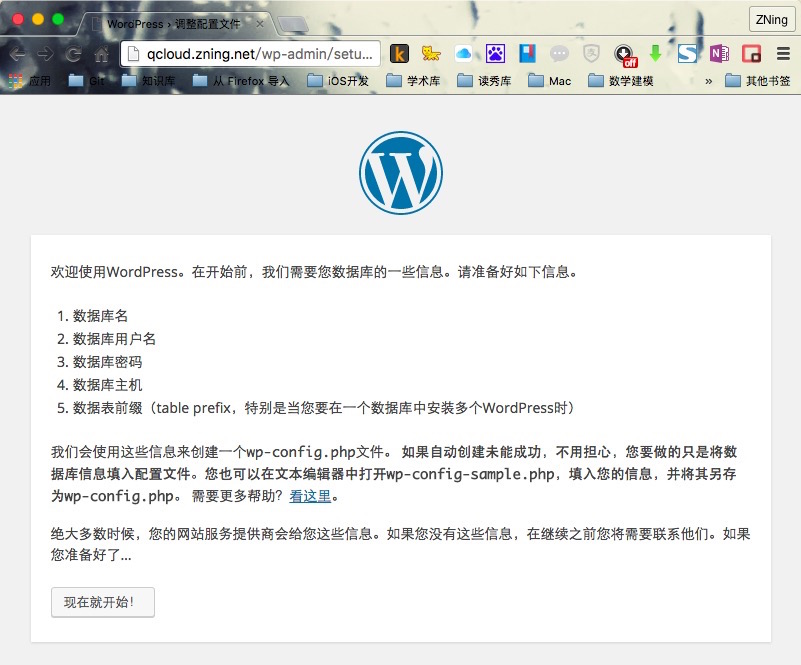 WordPress › 调整配置文件
ZNing
qcloud.zning.net/wp-admin/setu...
off
应用 Git 知识库 从 Firefox 导入 iOS开发 学术库 读秀库 Mac 数学建模 » 其他书签
欢迎使用WordPress。在开始前，我们需要您数据库的一些信息。请准备好如下信息。
1. 数据库名
2. 数据库用户名
3. 数据库密码
4. 数据库主机
5. 数据表前缀（table prefix，特别是当您要在一个数据库中安装多个WordPress时）
我们会使用这些信息来创建一个wp-config.php文件。 如果自动创建未能成功，不用担心，您要做的只是将数
据库信息填入配置文件。您也可以在文本编辑器中打开wp-config-sample.php，填入您的信息，并将其另存
为wp-config.php。 需要更多帮助？看这里。
绝大多数时候，您的网站服务提供商会给您这些信息。如果您没有这些信息，在继续之前您将需要联系他们。如果
您准备好了...
现在就开始！